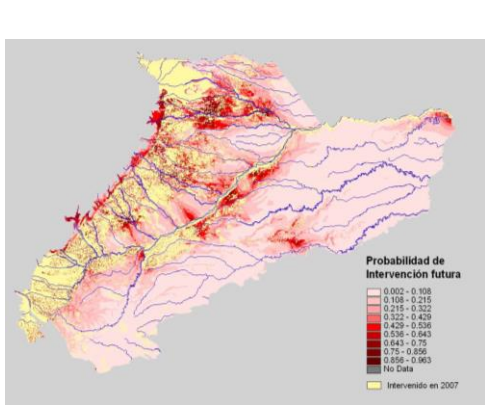 Probabilidad de
Intervención futura
0.002 - 0.108
0.108 - 0.215
0.215 - 0.322
0.322 - 0.429
0.429 - 0.536
0.536 - 0.643
0.643 - 0.75
0.75 - 0.856
0.856 - 0.963
No Data
Intervenido en 2007